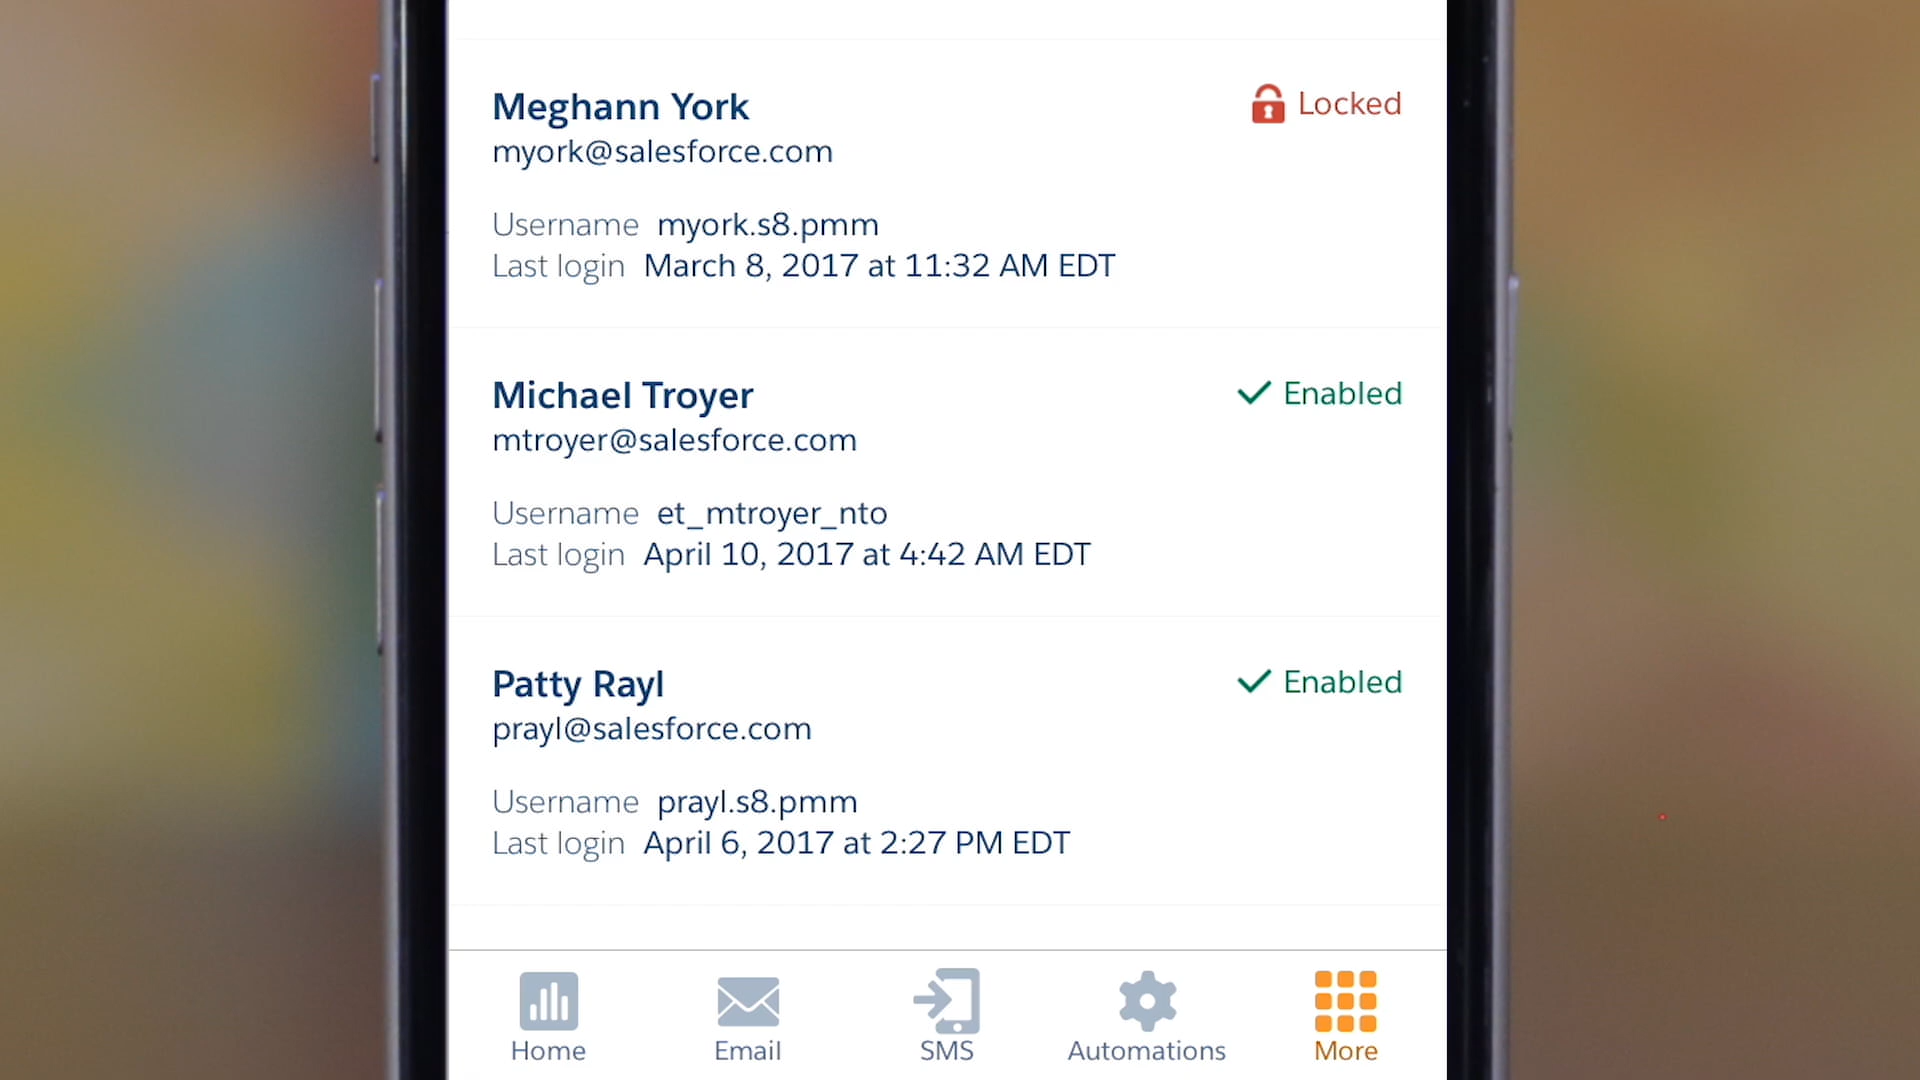 Meghann York
Locked
myork@salesforce.com
Username myork.s8.pmm
Last login March 8, 2017 at 11:32 AM EDT
Michael Troyer
Enabled
mtroyer@salesforce.com
Username et_mtroyer_nto
Last login April 10, 2017 at 4:42 AM EDT
Patty Rayl
Enabled
prayl@salesforce.com
Username prayl.s8.pmm
Last login April 6, 2017 at 2:27 PM EDT
Home
Email
SMS
Automations
More